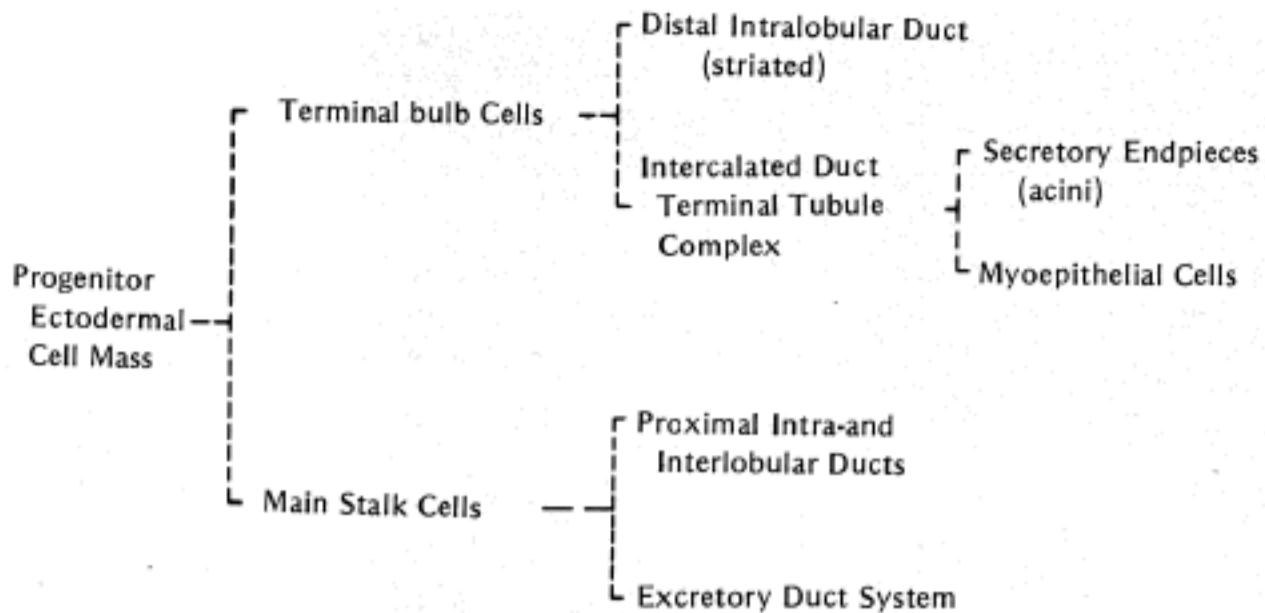 Distal Intralobular Duct
(striated)
Terminal bulb Cells
Intercalated Duct
Terminal Tubule
Complex
Secretory Endpieces
(acini)
Myoepithelial Cells
Progenitor
Ectodermal
Cell Mass
Proximal Intra-and
Interlobular Ducts
Main Stalk Cells
Excretory Duct System